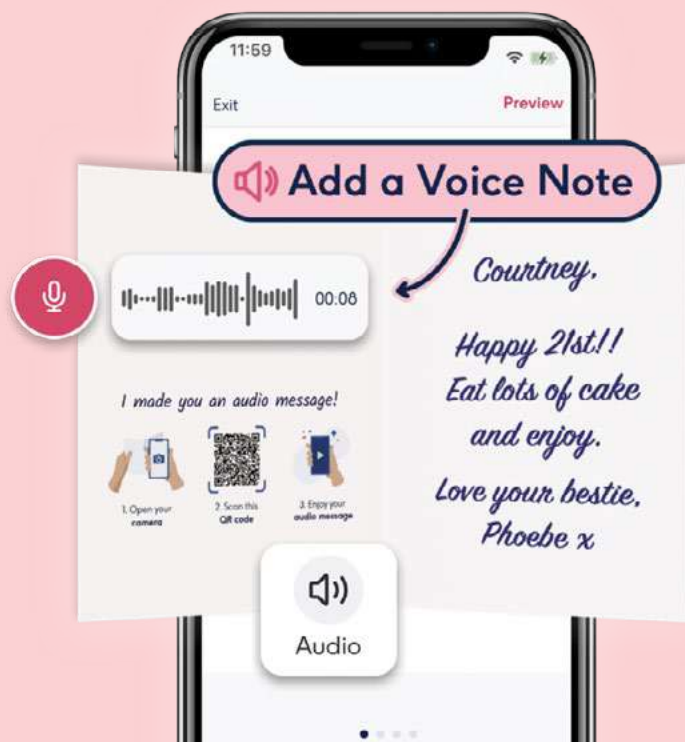 11:59
Exit
Preview
Add a Voice Note
00:08
I made you an audio message!
1. Open your
camera
2. Scan this
QR code
3. Enjoy your
audio message
Courtney,
Happy 21st!!
Eat lots of cake
and enjoy.
Love your bestie,
Phoebe x
Audio